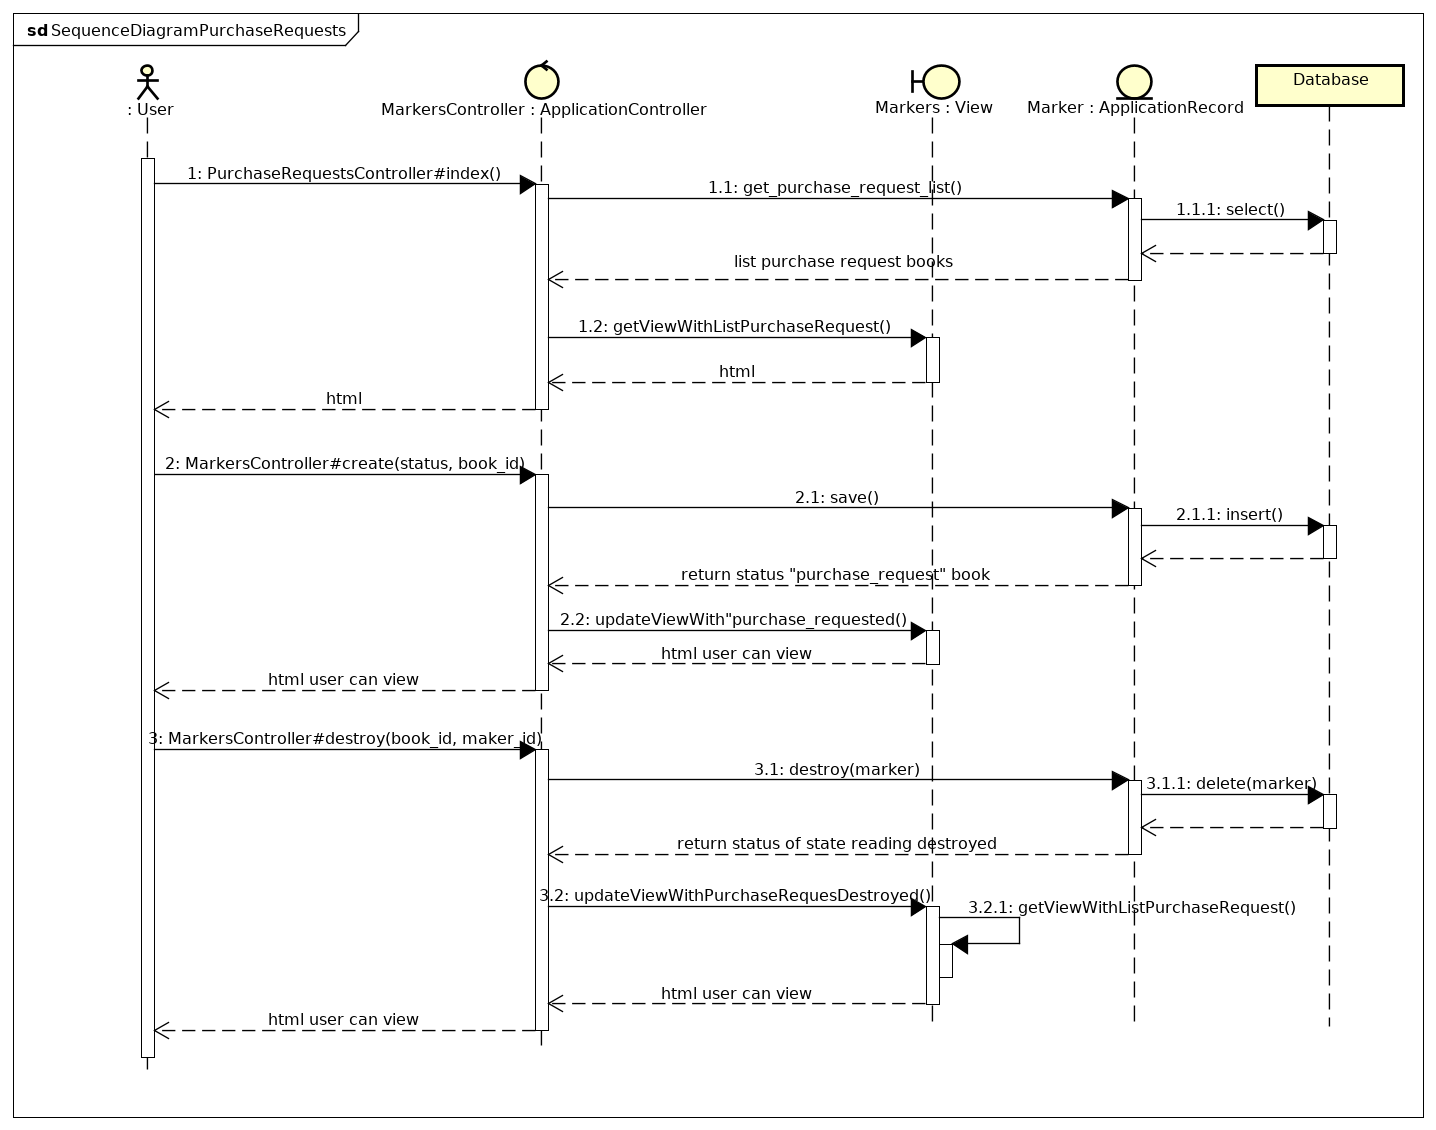 sd SequenceDiagramPurchaseRequests
: User
MarkersController : ApplicationController
Markers : View
Marker : ApplicationRecord
Database
1: PurchaseRequestsController#index()
1.1: get_purchase_request_list()
1.1.1: select()
list purchase request books
1.2: getViewWithListPurchaseRequest()
html
html
2: MarkersController#create(status, book_id)
2.1: save()
2.1.1: insert()
return status "purchase_request" book
2.2: updateViewWith"purchase_requested()
html user can view
html user can view
3: MarkersController#destroy(book_id, maker_id)
3.1: destroy(marker)
3.1.1: delete(marker)
return status of state reading destroyed
3.2: updateViewWithPurchaseRequesDestroyed()
3.2.1: getViewWithListPurchaseRequest()
html user can view
html user can view